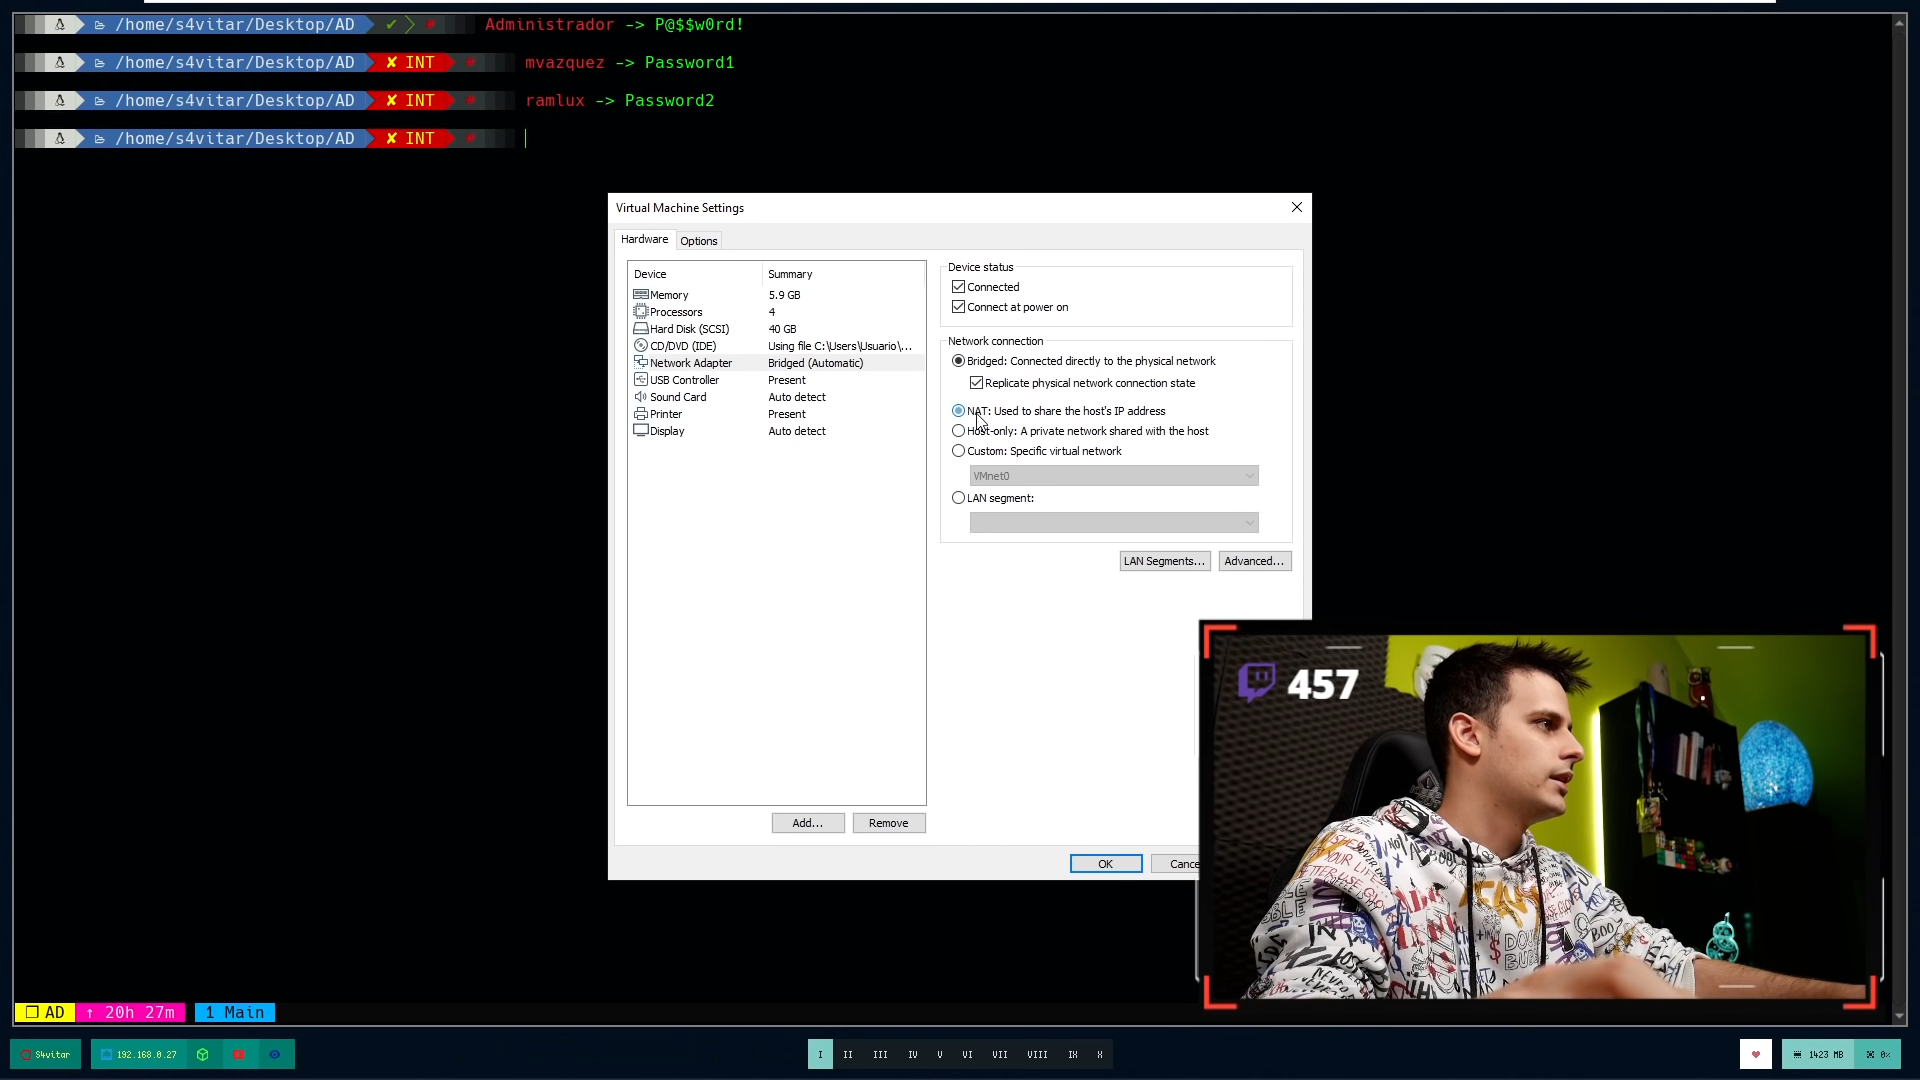 /home/s4vitar/Desktop/AD ✔ # Administrador -> P@$$w0rd!
/home/s4vitar/Desktop/AD ✘ INT # mvazquez -> Password1
/home/s4vitar/Desktop/AD ✘ INT # ramlux -> Password2
/home/s4vitar/Desktop/AD ✘ INT #
Virtual Machine Settings
Hardware Options
Device Summary
Memory 5.9 GB
Processors 4
Hard Disk (SCSI) 40 GB
CD/DVD (IDE) Using file C:\Users\Usuario\...
Network Adapter Bridged (Automatic)
USB Controller Present
Sound Card Auto detect
Printer Present
Display Auto detect
Add... Remove
Device status
Connected
Connect at power on
Network connection
Bridged: Connected directly to the physical network
Replicate physical network connection state
NAT: Used to share the host's IP address
Host-only: A private network shared with the host
Custom: Specific virtual network
VMnet0
LAN segment:
LAN Segments... Advanced...
OK Cance
457
AD ↑ 20h 27m 1 Main
S4vitar 192.168.0.27 I II III IV V VI VII VIII IX X 1423 MB 0%